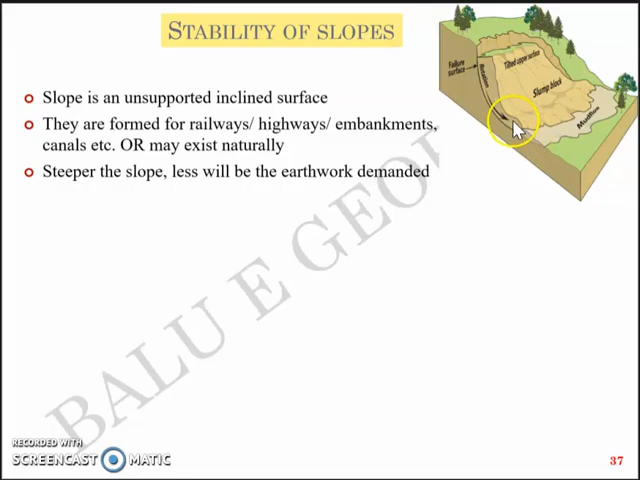 STABILITY OF SLOPES
Slope is an unsupported inclined surface
They are formed for railways/ highways/ embankments,
canals etc. OR may exist naturally
Steeper the slope, less will be the earthwork demanded
Failure
surface
Rotation
Tilted upper surface
Slump block
Mudflow
BALU E GEO
RECORDED WITH
SCREENCAST MATIC
37